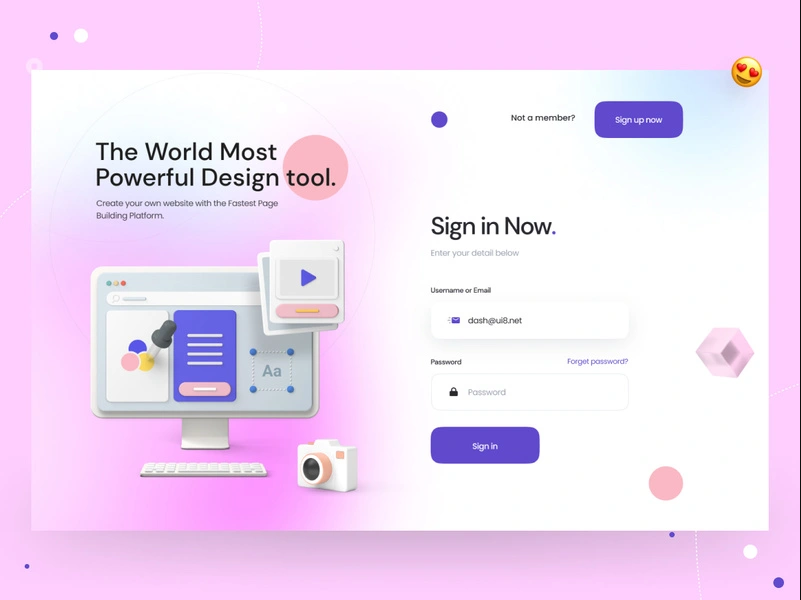 The World Most
Powerful Design tool.
Create your own website with the Fastest Page
Building Platform.
Aa
Not a member?
Sign up now
Sign in Now.
Enter your detail below
Username or Email
dash@ui8.net
Password
Forget password?
Password
Sign in